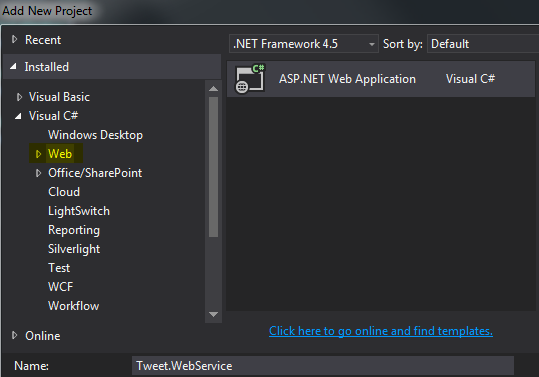 Add New Project
Recent
.NET Framework 4.5 Sort by: Default
Installed
ASP.NET Web Application Visual C#
Visual Basic
Visual C#
Windows Desktop
Web
Office/SharePoint
Cloud
LightSwitch
Reporting
Silverlight
Test
WCF
Workflow
Online
Click here to go online and find templates.
Name: Tweet.WebService